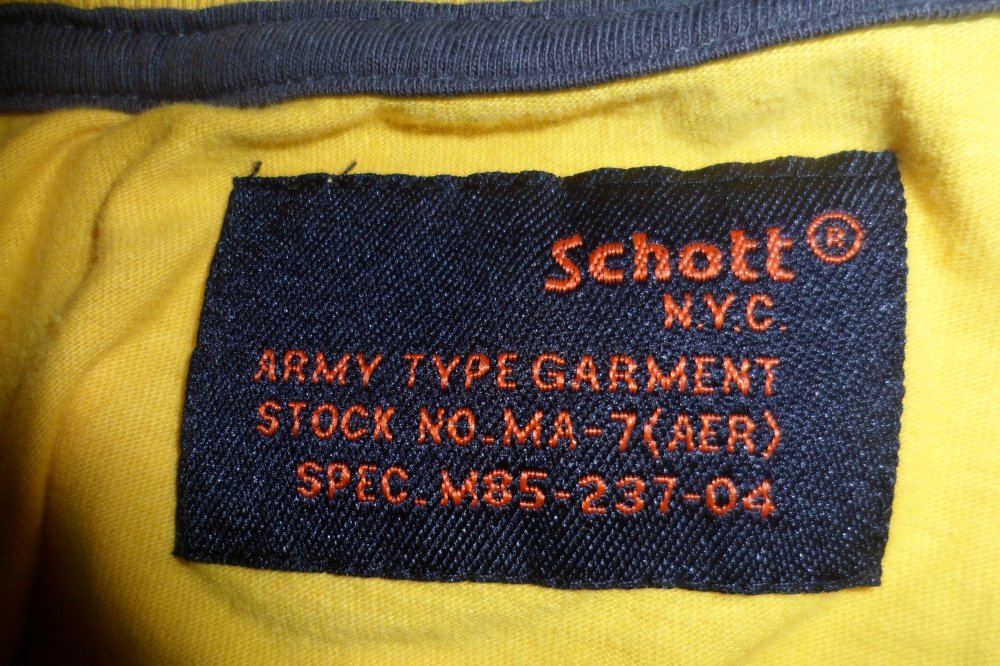 Schott®
N.Y.C.
ARMY TYPE GARMENT
STOCK NO. MA-7(AER)
SPEC. M85-237-04